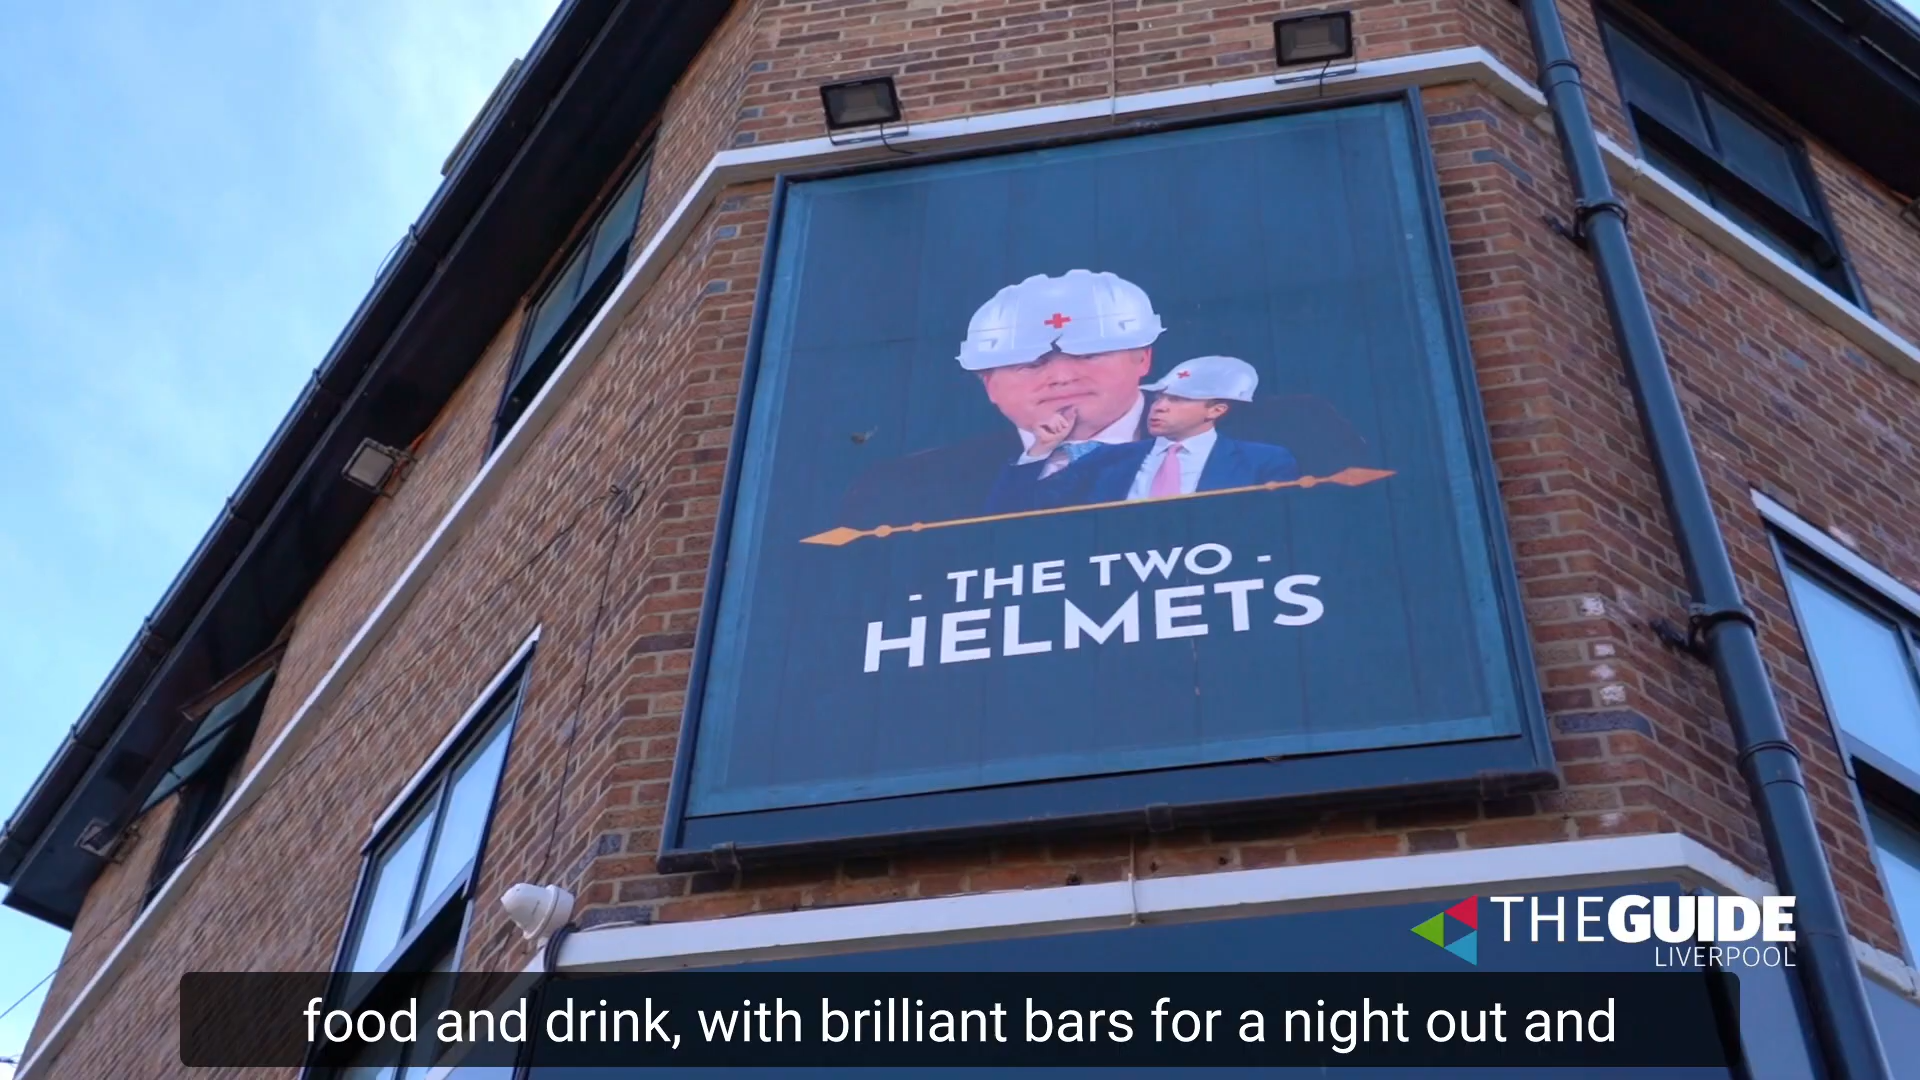 - THE TWO -
HELMETS
THEGUIDE
LIVERPOOL
food and drink, with brilliant bars for a night out and